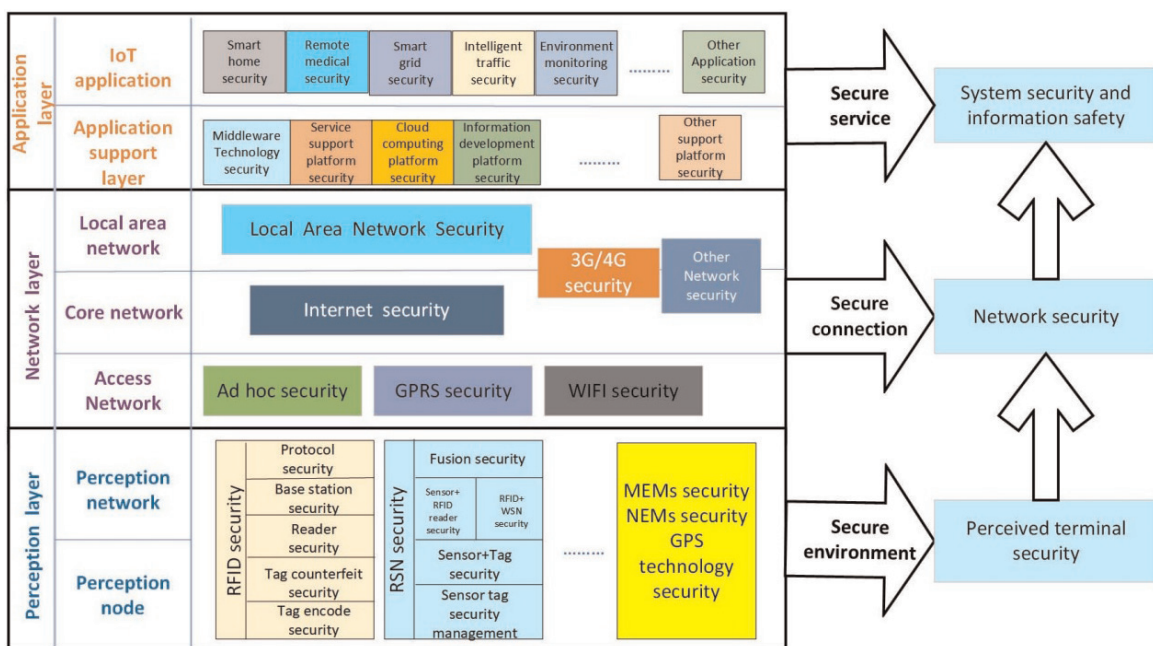 Application
layer
IoT
application
Smart
home
security
Remote
medical
security
Smart
grid
security
Intelligent
traffic
security
Environment
monitoring
security
.........
Other
Application
security
Application
support
layer
Middleware
Technology
security
Service
support
platform
security
Cloud
computing
platform
security
Information
development
platform
security
.........
Other
support
platform
security
Secure
service
System security and
information safety
Network layer
Local area
network
Local Area Network Security
3G/4G
security
Other
Network
security
Core network
Internet security
Access
Network
Ad hoc security
GPRS security
WIFI security
Secure
connection
Network security
Perception layer
Perception
network
Perception
node
RFID security
Protocol
security
Base station
security
Reader
security
Tag counterfeit
security
Tag encode
security
RSN security
Fusion security
Sensor+
RFID
reader
security
RFID+
WSN
security
Sensor+Tag
security
Sensor tag
security
management
.........
MEMs security
NEMs security
GPS
technology
security
Secure
environment
Perceived terminal
security